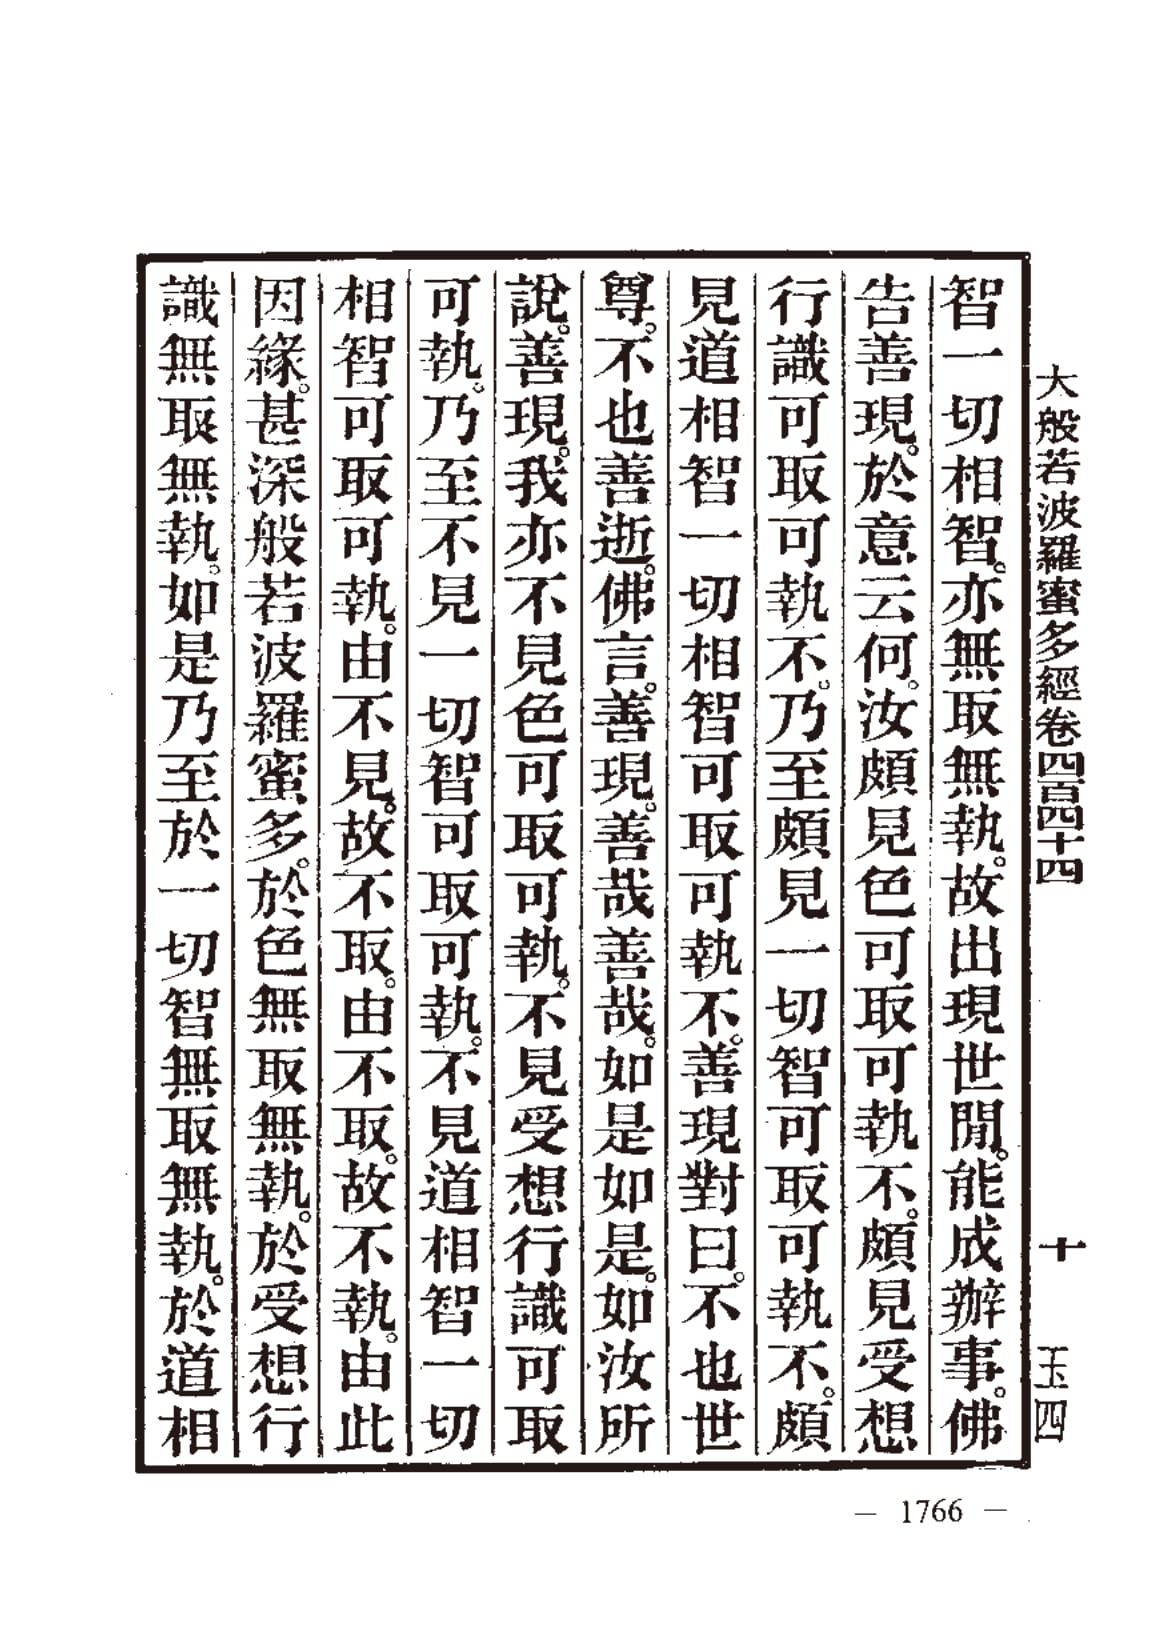 大般若波羅蜜多經卷四百四十四　十　玉四
智一切相智。亦無取無執。故出現世閒。能成辦事。佛
告善現。於意云何。汝頗見色可取可執不。頗見受想
行識可取可執不。乃至頗見一切智可取可執不。頗
見道相智一切相智可取可執不。善現對曰。不也世
尊。不也善逝。佛言。善現。善哉善哉。如是如是。如汝所
說。善現。我亦不見色可取可執。不見受想行識可取
可執。乃至不見一切智可取可執。不見道相智一切
相智可取可執。由不見。故不取。由不取。故不執。由此
因緣。甚深般若波羅蜜多。於色無取無執。於受想行
識無取無執。如是乃至於一切智無取無執。於道相
— 1766 —